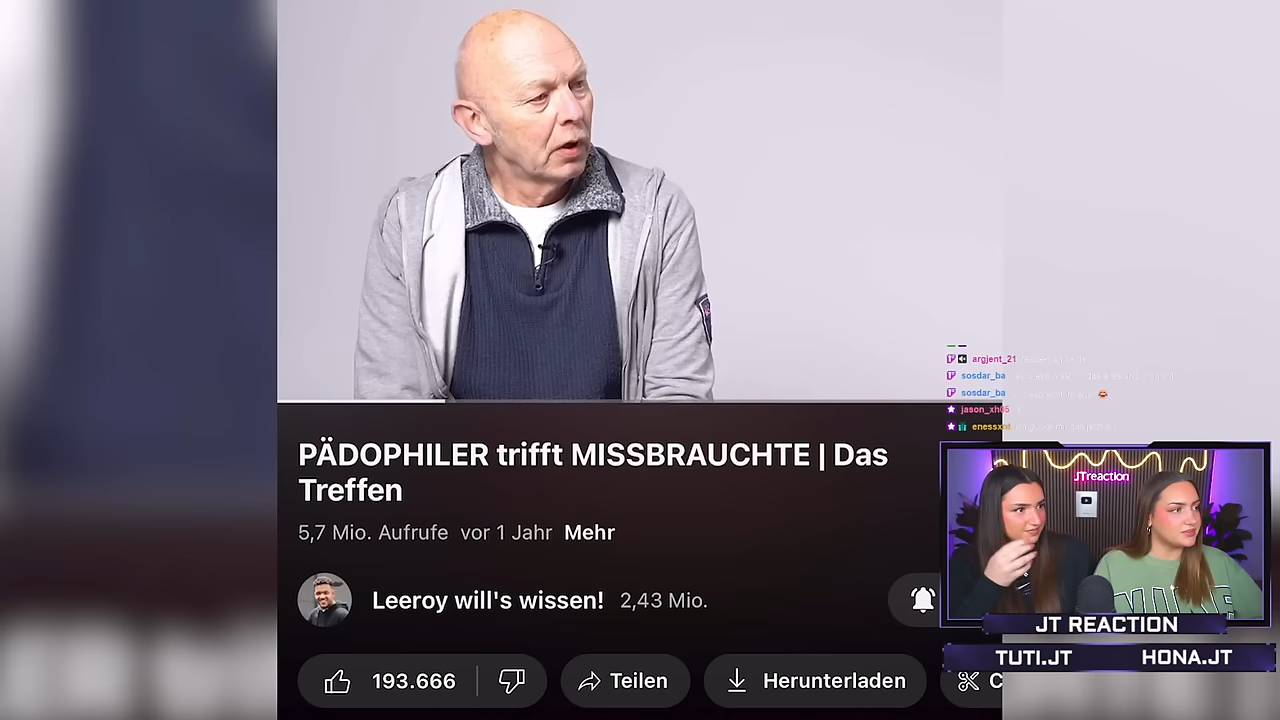 PÄDOPHILER trifft MISSBRAUCHTE | Das
Treffen
5,7 Mio. Aufrufe vor 1 Jahr Mehr
Leeroy will's wissen! 2,43 Mio.
193.666
Teilen
Herunterladen
argjent_21
sosdar_ba
sosdar_ba
JTreaction
JT REACTION
TUTI.JT
HONA.JT